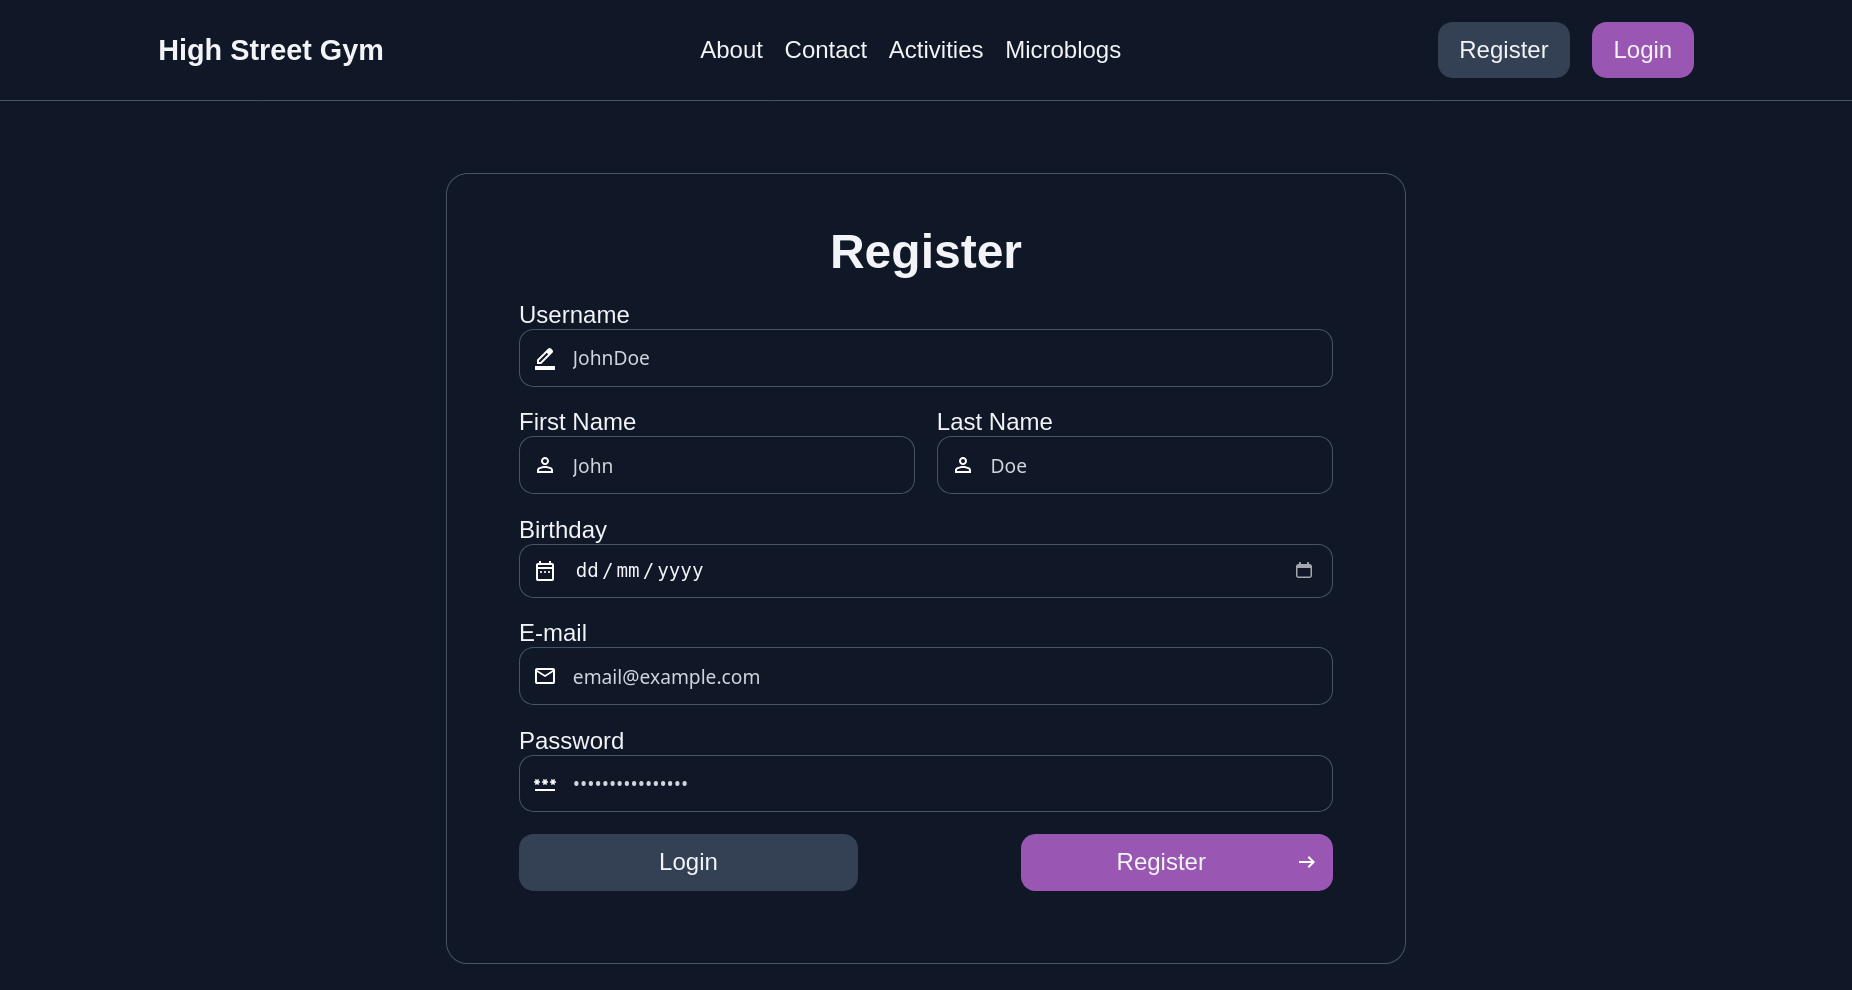 High Street Gym
About Contact Activities Microblogs
Register
Login
Register
Username
JohnDoe
First Name
Last Name
John
Doe
Birthday
dd/mm/yyyy
E-mail
email@example.com
Password
•••••••••••••••
Login
Register